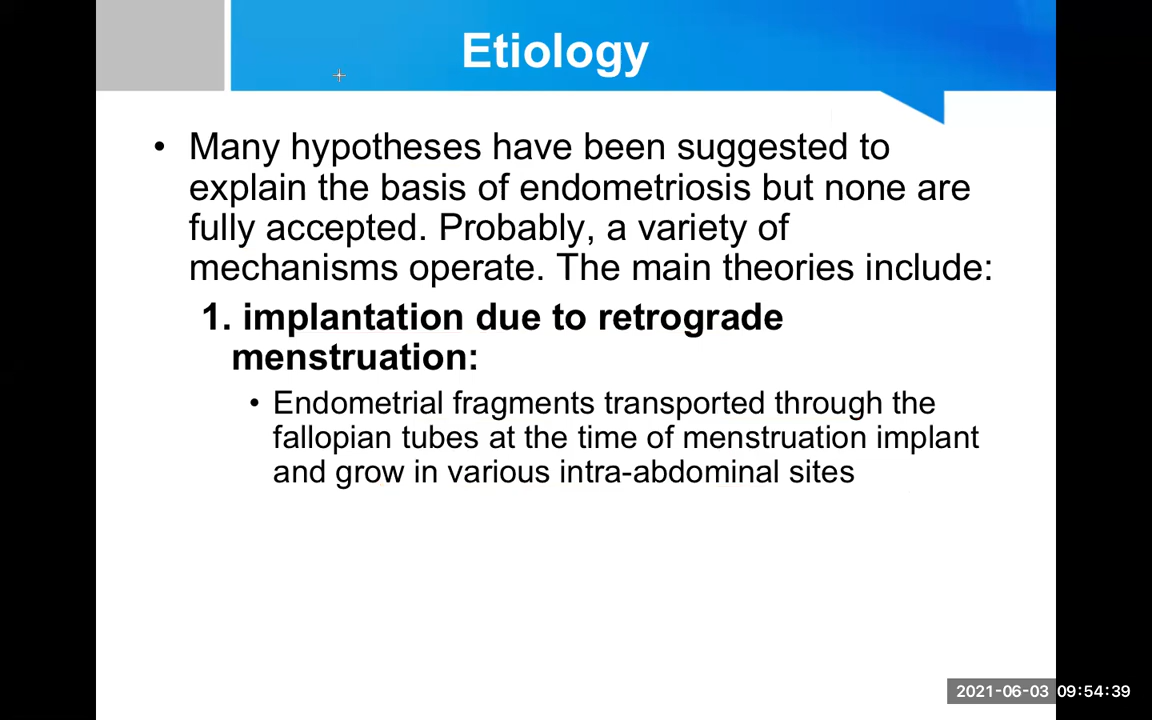 Etiology
• Many hypotheses have been suggested to
explain the basis of endometriosis but none are
fully accepted. Probably, a variety of
mechanisms operate. The main theories include:
1. implantation due to retrograde
menstruation:
• Endometrial fragments transported through the
fallopian tubes at the time of menstruation implant
and grow in various intra-abdominal sites
2021-06-03 09:54:39